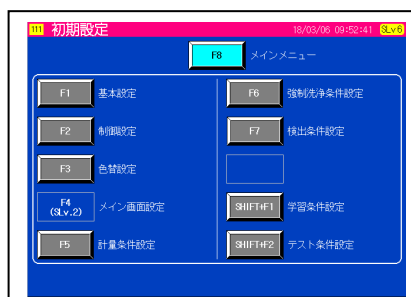 111 初期設定 18/03/06 09:52:41 SLv6
F8 メインメニュー
F1 基本設定
F2 制御設定
F3 色替設定
F4
(SLv.2) メイン画面設定
F5 計量条件設定
F6 強制洗浄条件設定
F7 検出条件設定
SHIFT+F1 学習条件設定
SHIFT+F2 テスト条件設定